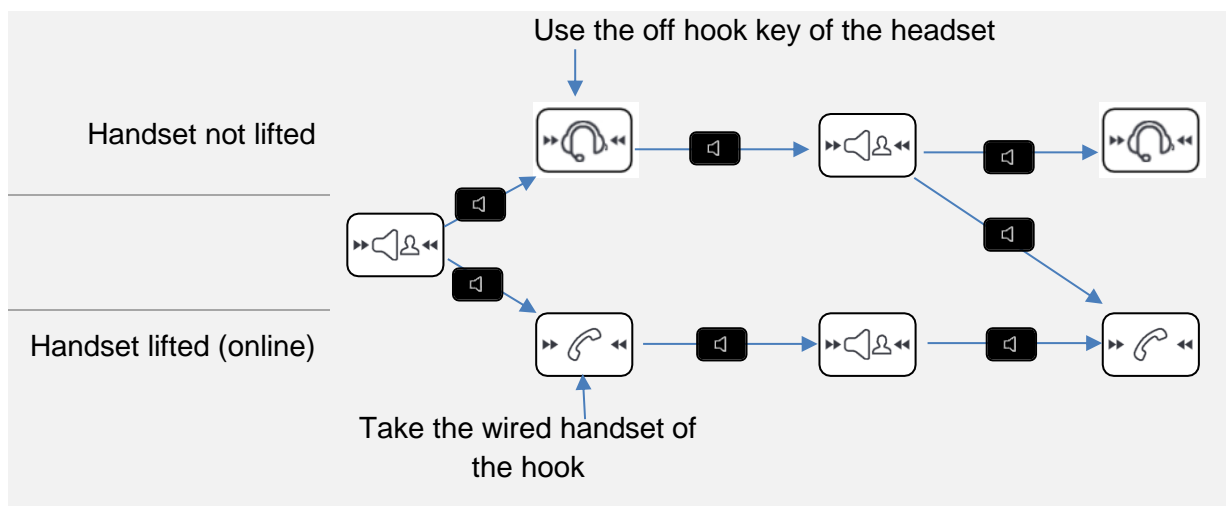 Use the off hook key of the headset
Handset not lifted
Handset lifted (online)
Take the wired handset of
the hook